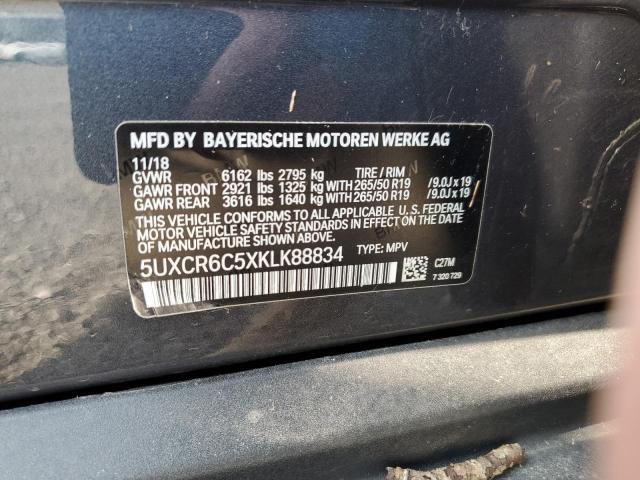 MFD BY BAYERISCHE MOTOREN WERKE AG
11/18
GVWR 6162 lbs 2795 kg TIRE / RIM
GAWR FRONT 2921 lbs 1325 kg WITH 265/50 R19 /9.0J x 19
GAWR REAR 3616 lbs 1640 kg WITH 265/50 R19 /9.0J x 19
THIS VEHICLE CONFORMS TO ALL APPLICABLE U.S. FEDERAL
MOTOR VEHICLE SAFETY STANDARDS IN EFFECT ON THE DATE
OF MANUFACTURE SHOWN ABOVE.
5UXCR6C5XKLK88834 TYPE: MPV
C27M
7 320 729